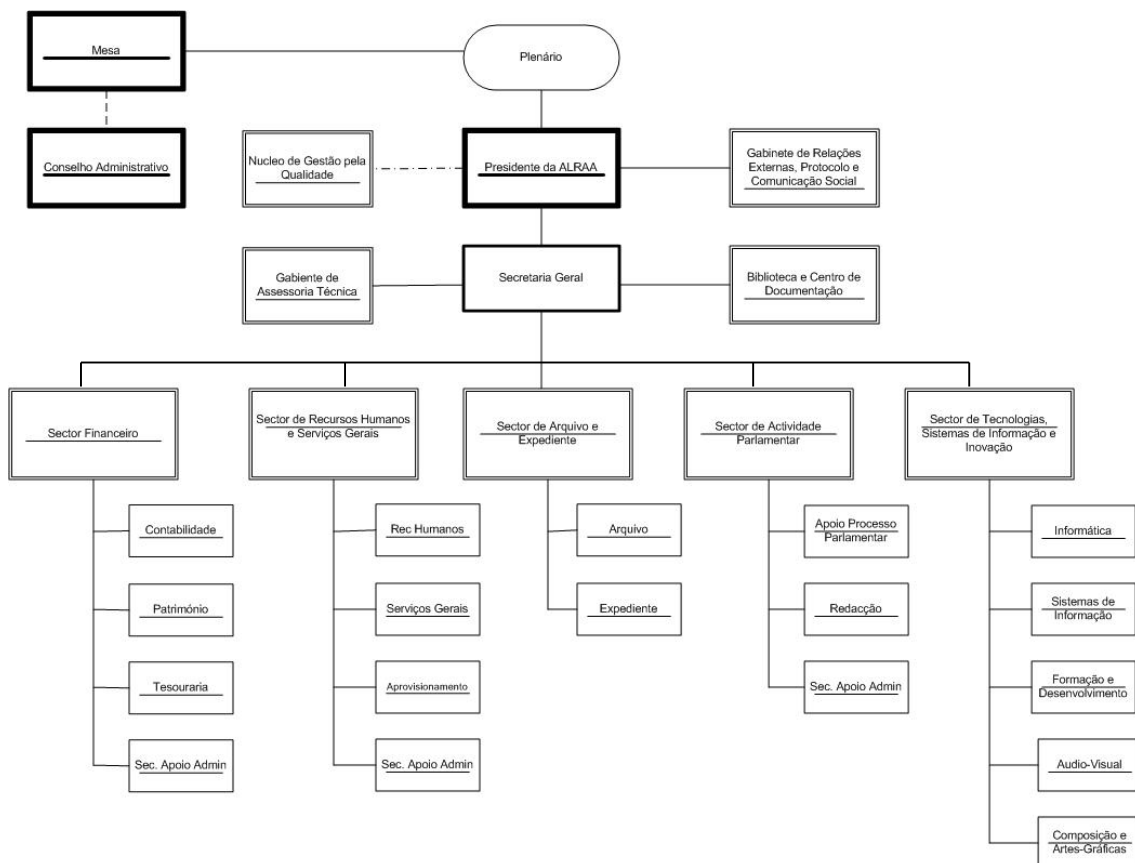 Mesa
Plenário
Conselho Administrativo
Nucleo de Gestão pela
Qualidade
Presidente da ALRAA
Gabinete de Relações
Externas, Protocolo e
Comunicação Social
Gabiente de
Assessoria Técnica
Secretaria Geral
Biblioteca e Centro de
Documentação
Sector Financeiro
Sector de Recursos Humanos
e Serviços Gerais
Sector de Arquivo e
Expediente
Sector de Actividade
Parlamentar
Sector de Tecnologias,
Sistemas de Informação e
Inovação
Contabilidade
Património
Tesouraria
Sec. Apoio Admin
Rec Humanos
Serviços Gerais
Aprovisionamento
Sec. Apoio Admin
Arquivo
Expediente
Apoio Processo
Parlamentar
Redacção
Sec. Apoio Admin
Informática
Sistemas de
Informação
Formação e
Desenvolvimento
Audio-Visual
Composição e
Artes-Gráficas